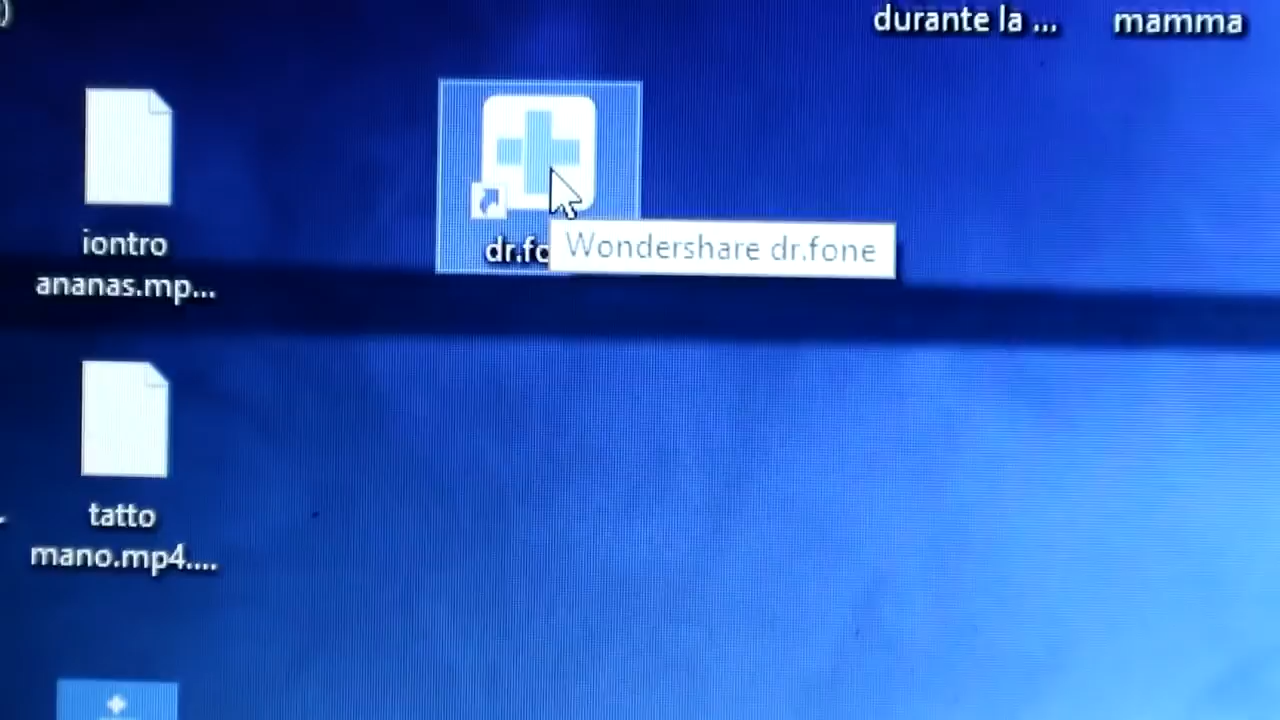 durante la ...
mamma
dr.fo
Wondershare dr.fone
iontro
ananas.mp...
tatto
mano.mp4....